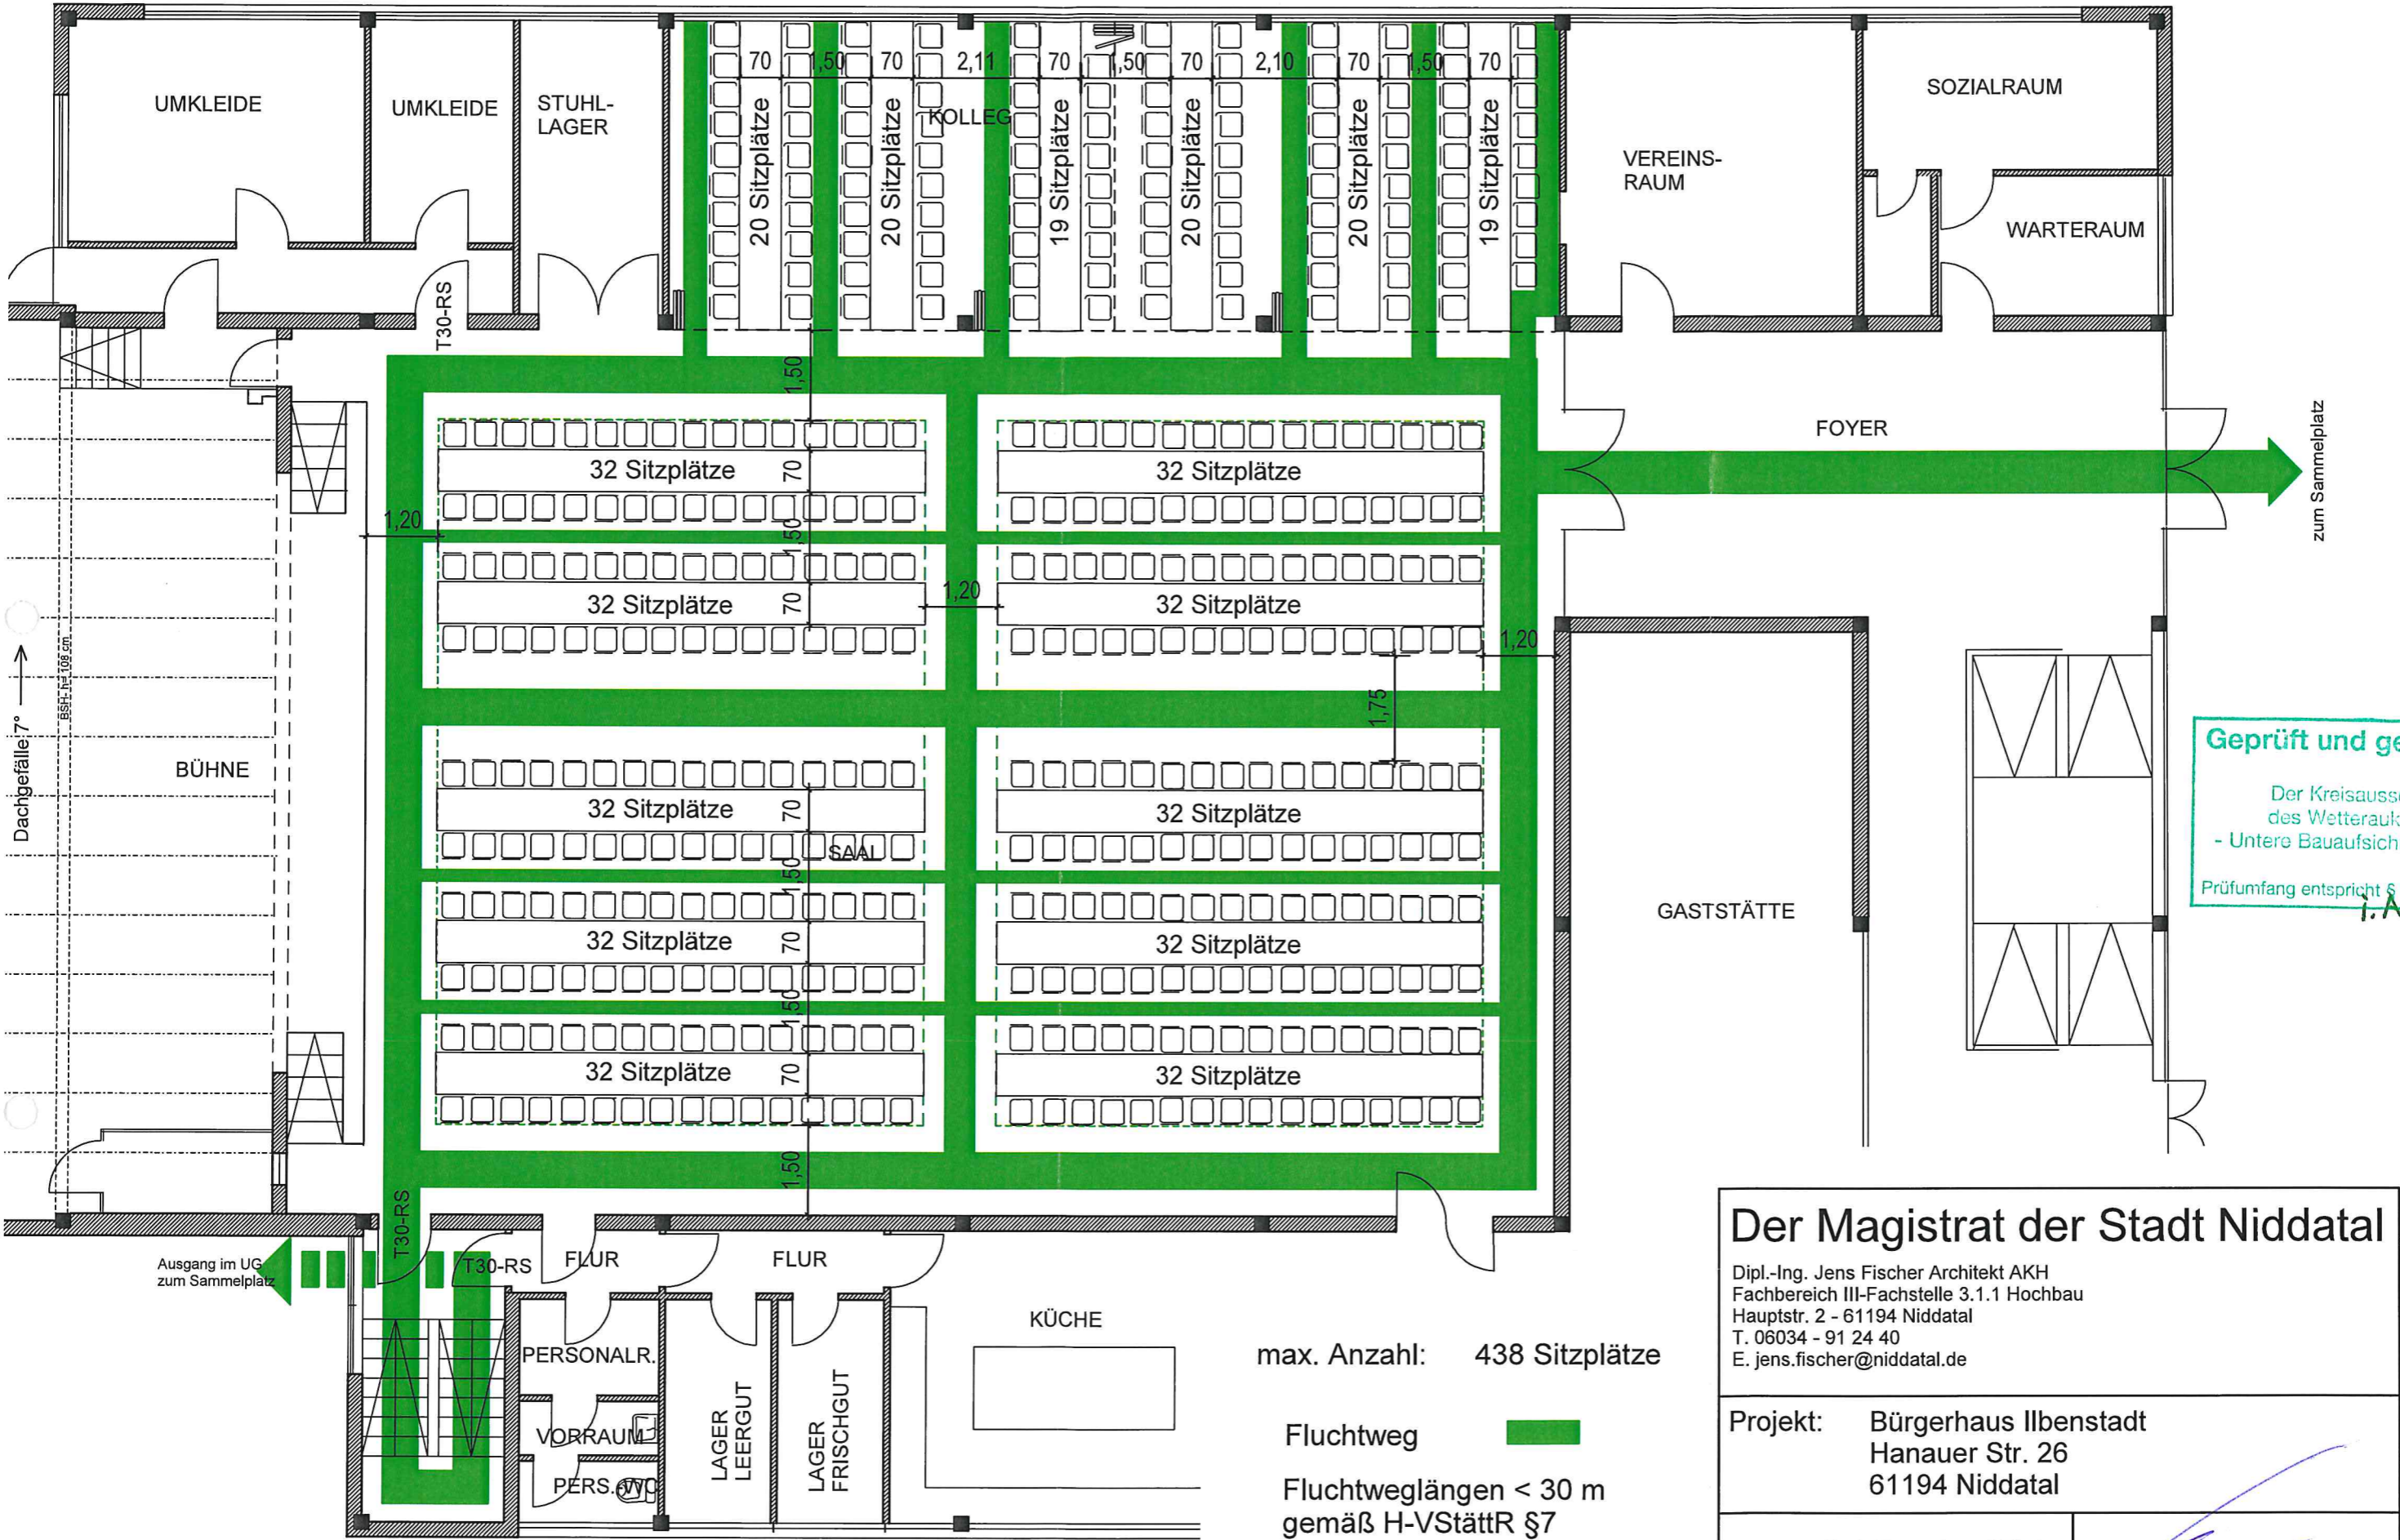 UMKLEIDE
UMKLEIDE
STUHL-
LAGER
70 1,50 70 2,11 70 1,50 70 2,10 70 1,50 70
KOLLEG
20 Sitzplätze
20 Sitzplätze
19 Sitzplätze
20 Sitzplätze
20 Sitzplätze
19 Sitzplätze
VEREINS-
RAUM
SOZIALRAUM
WARTERAUM
T30-RS
1,50
FOYER
zum Sammelplatz
32 Sitzplätze 70 32 Sitzplätze
1,20
1,50
32 Sitzplätze 70 32 Sitzplätze
1,20
1,20
1,75
Dachgefälle 7°
BSH- h= 108 cm
BÜHNE
32 Sitzplätze 70 32 Sitzplätze
SAAL
1,50
32 Sitzplätze 70 32 Sitzplätze
1,50
32 Sitzplätze 70 32 Sitzplätze
1,50
GASTSTÄTTE
Geprüft und
Der
des
- Untere
Prüfumfang entspricht §
i.
T30-RS
Ausgang im UG
zum Sammelplatz
T30-RS
FLUR
FLUR
PERSONALR.
VORRAUM
PERS.-WC
LAGER
LEERGUT
LAGER
FRISCHGUT
KÜCHE
max. Anzahl: 438 Sitzplätze
Fluchtweg
Fluchtweglängen < 30 m
gemäß H-VStättR §7
Der Magistrat der Stadt Niddatal
Dipl.-Ing. Jens Fischer Architekt AKH
Fachbereich III-Fachstelle 3.1.1 Hochbau
Hauptstr. 2 - 61194 Niddatal
T. 06034 - 91 24 40
E. jens.fischer@niddatal.de
Projekt: Bürgerhaus Ilbenstadt
Hanauer Str. 26
61194 Niddatal